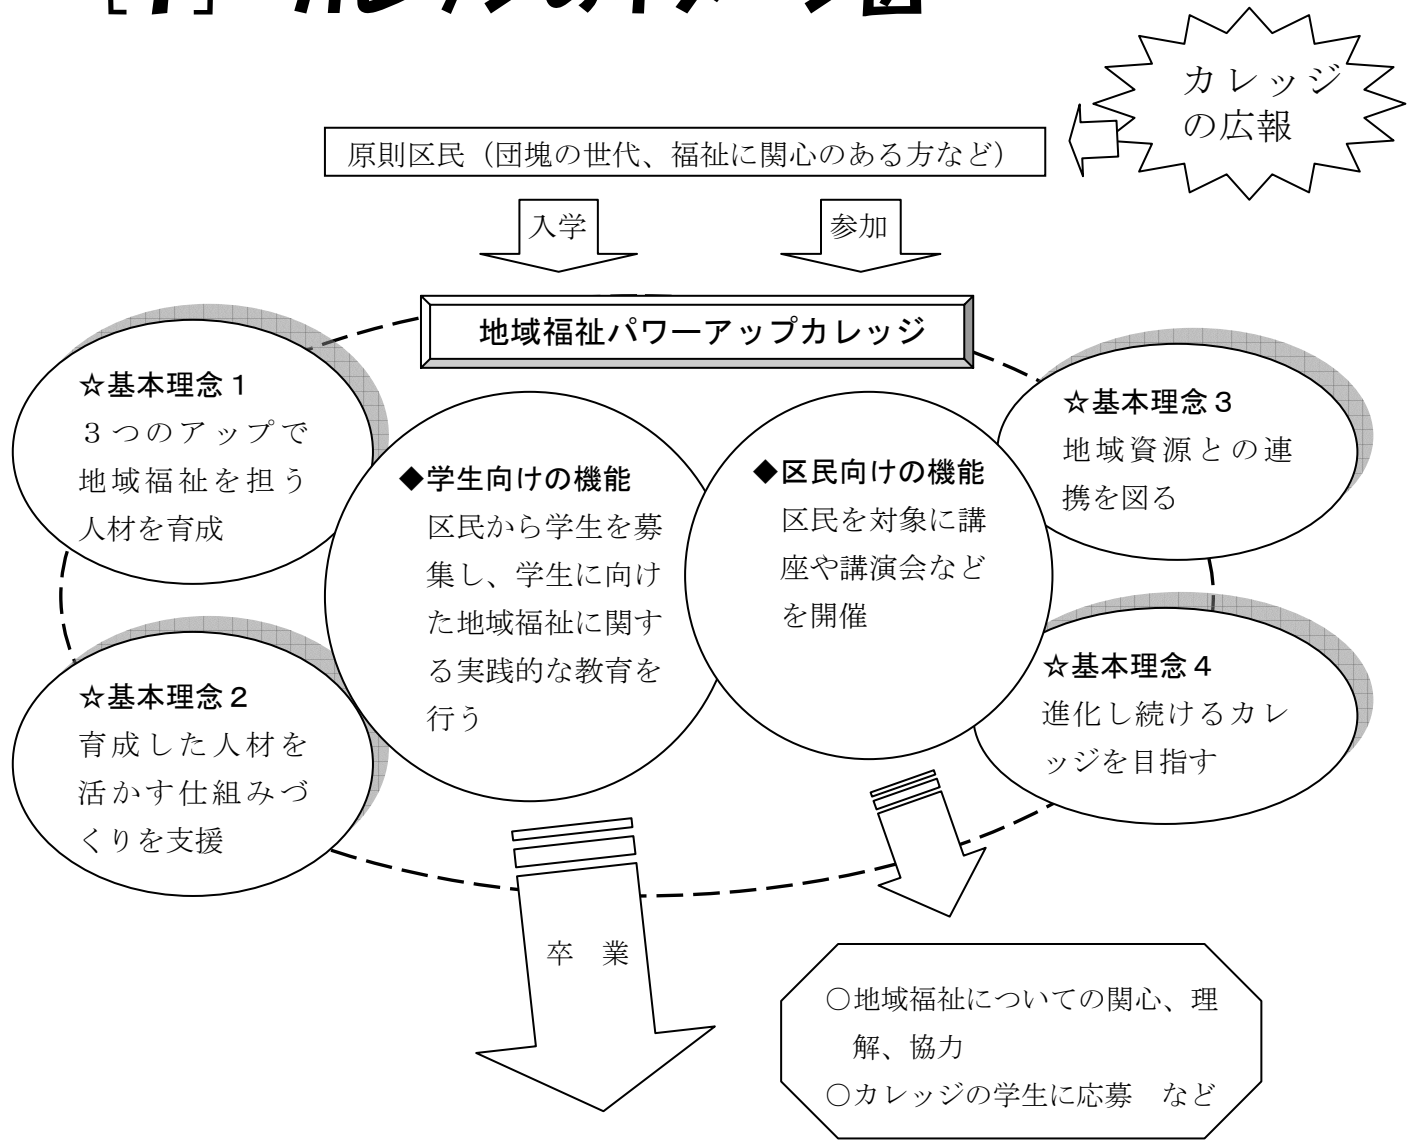 カレッジ
の広報
原則区民（団塊の世代、福祉に関心のある方など）
入学
参加
地域福祉パワーアップカレッジ
☆基本理念１
３つのアップで
地域福祉を担う
人材を育成
◆学生向けの機能
区民から学生を募
集し、学生に向け
た地域福祉に関す
る実践的な教育を
行う
◆区民向けの機能
区民を対象に講
座や講演会など
を開催
☆基本理念３
地域資源との連
携を図る
☆基本理念２
育成した人材を
活かす仕組みづ
くりを支援
☆基本理念４
進化し続けるカレ
ッジを目指す
卒　業
○地域福祉についての関心、理
解、協力
○カレッジの学生に応募　など